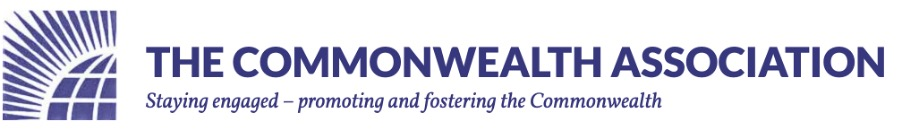 THE COMMONWEALTH ASSOCIATION
Staying engaged – promoting and fostering the Commonwealth